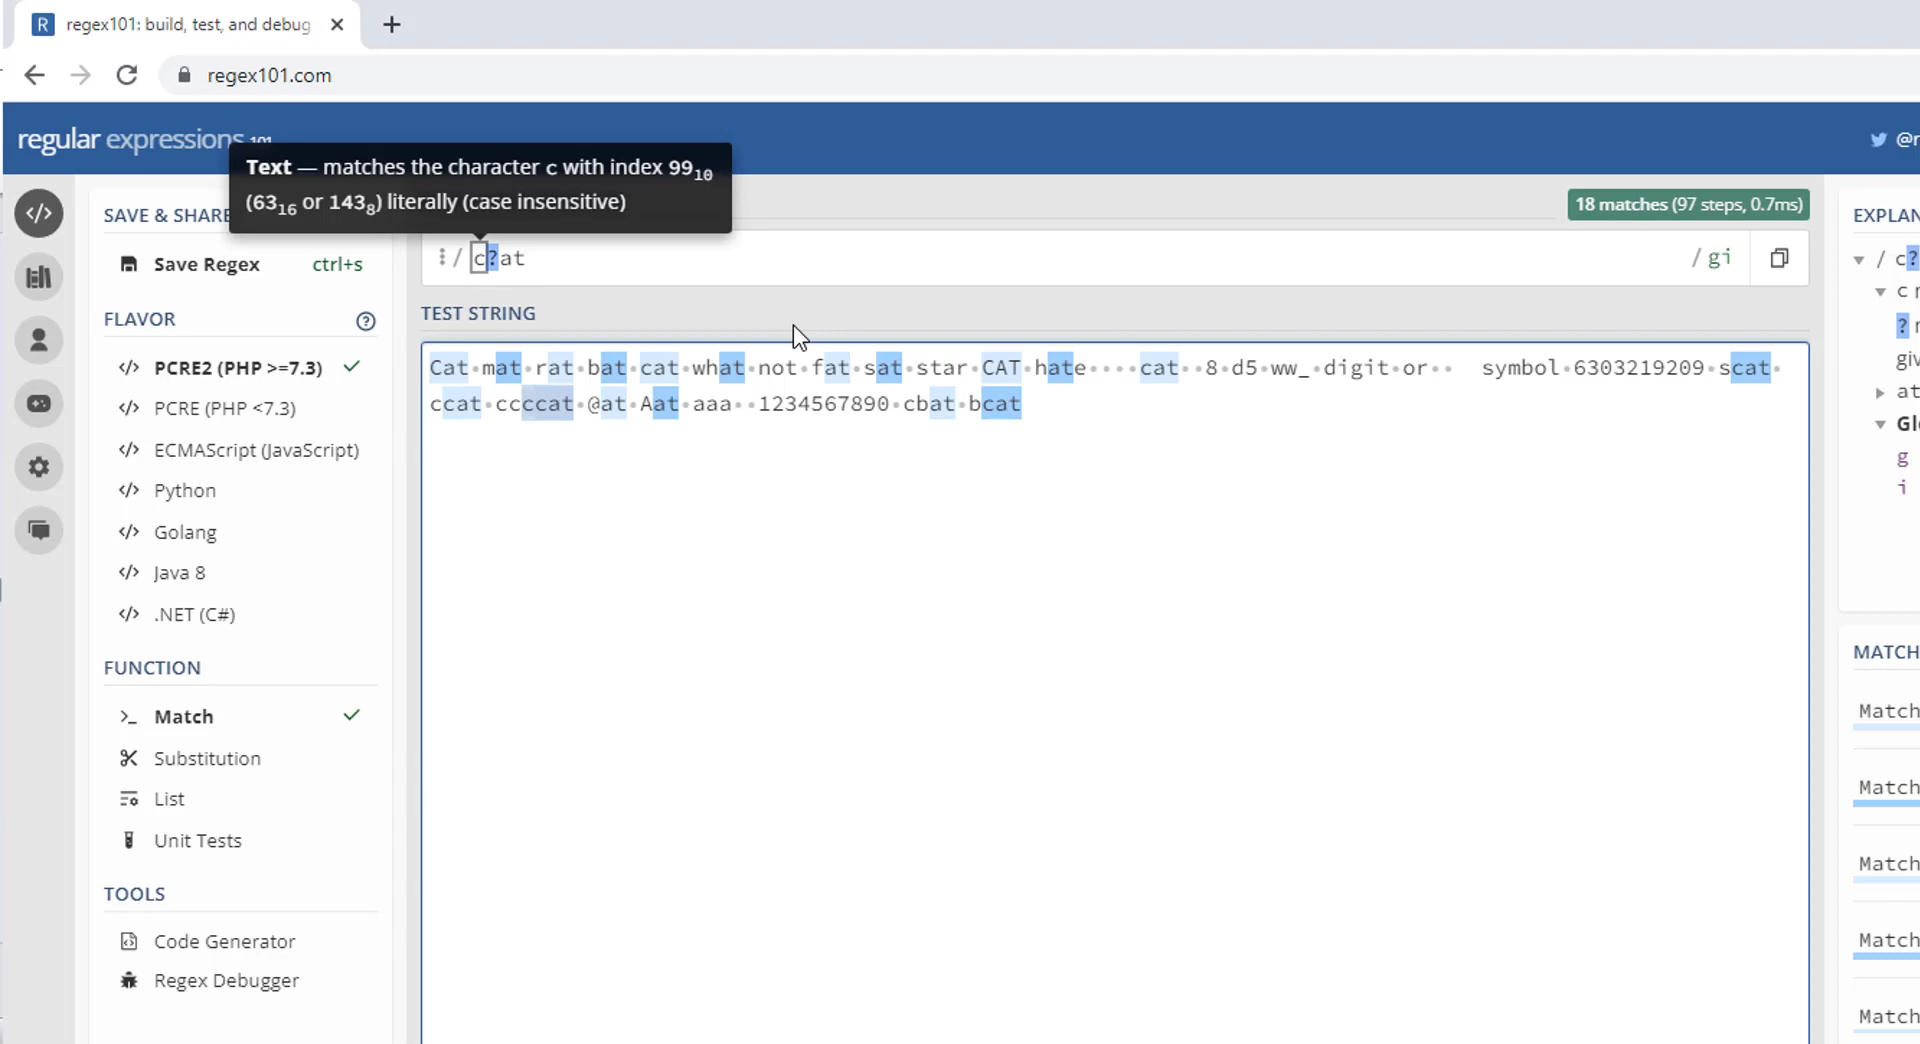 regex101: build, test, and debug
regex101.com
regular expressions 101
@r
Text — matches the character c with index 99₁₀
(63₁₆ or 143₈) literally (case insensitive)
SAVE & SHARE
18 matches (97 steps, 0.7ms)
EXPLAN
Save Regex ctrl+s
/ c?at / gi
/ c?
c
FLAVOR
TEST STRING
?
PCRE2 (PHP >=7.3)
Cat·mat·rat·bat·cat·what·not·fat·sat·star·CAT·hate····cat··8·d5·ww_·digit·or·· symbol·6303219209·scat·
giv
PCRE (PHP <7.3)
ccat·ccccat·@at·Aat·aaa··1234567890·cbat·bcat
at
Gl
ECMAScript (JavaScript)
g
Python
i
Golang
Java 8
.NET (C#)
FUNCTION
MATCH
Match
Match
Substitution
Match
List
Unit Tests
Match
TOOLS
Code Generator
Match
Regex Debugger
Match